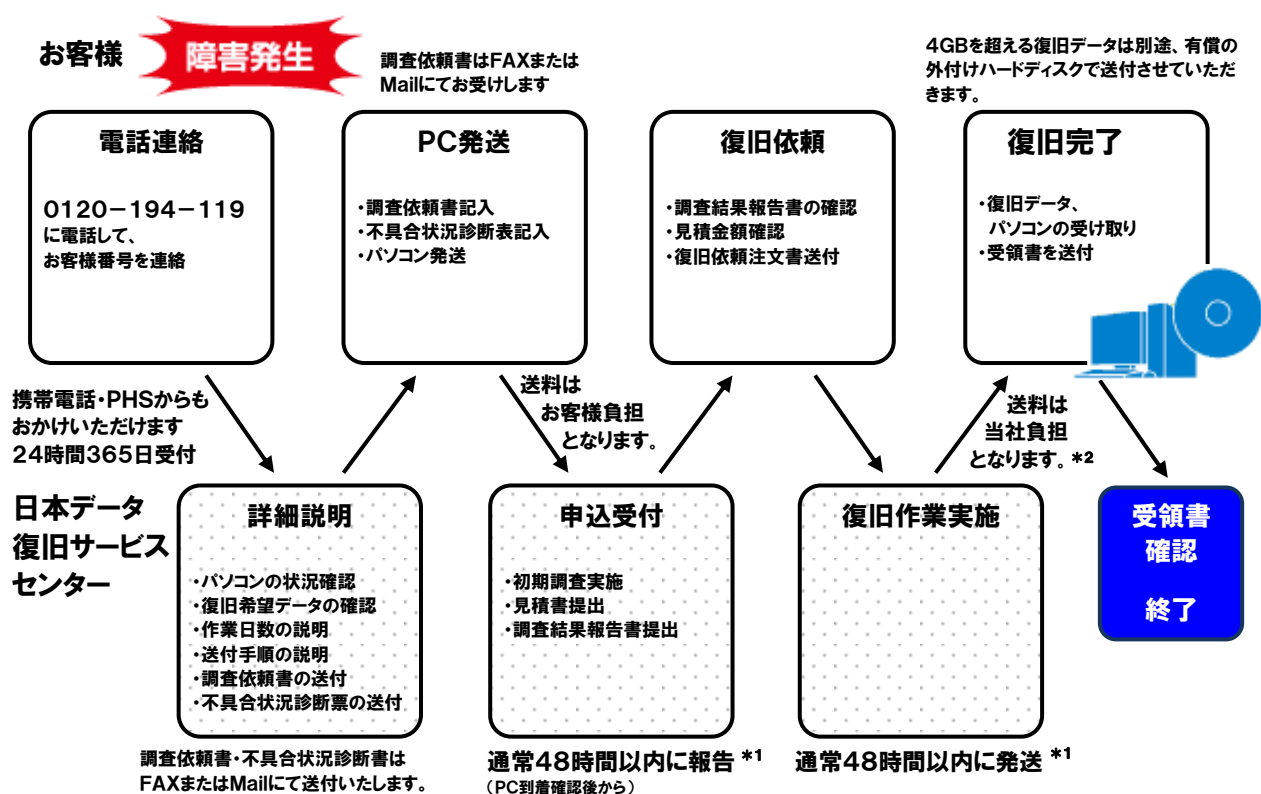 お客様
障害発生
調査依頼書はFAXまたは
Mailにてお受けします
4GBを超える復旧データは別途、有償の
外付けハードディスクで送付させていただ
きます。
電話連絡
0120－194－119
に電話して、
お客様番号を連絡
PC発送
・調査依頼書記入
・不具合状況診断表記入
・パソコン発送
復旧依頼
・調査結果報告書の確認
・見積金額確認
・復旧依頼注文書送付
復旧完了
・復旧データ、
パソコンの受け取り
・受領書を送付
携帯電話・PHSからも
おかけいただけます
24時間365日受付
送料は
お客様負担
となります。
送料は
当社負担
となります。*2
日本データ
復旧サービス
センター
詳細説明
・パソコンの状況確認
・復旧希望データの確認
・作業日数の説明
・送付手順の説明
・調査依頼書の送付
・不具合状況診断票の送付
申込受付
・初期調査実施
・見積書提出
・調査結果報告書提出
復旧作業実施
受領書
確認
終了
調査依頼書・不具合状況診断書は
FAXまたはMailにて送付いたします。
通常48時間以内に報告 *1
（PC到着確認後から）
通常48時間以内に発送 *1